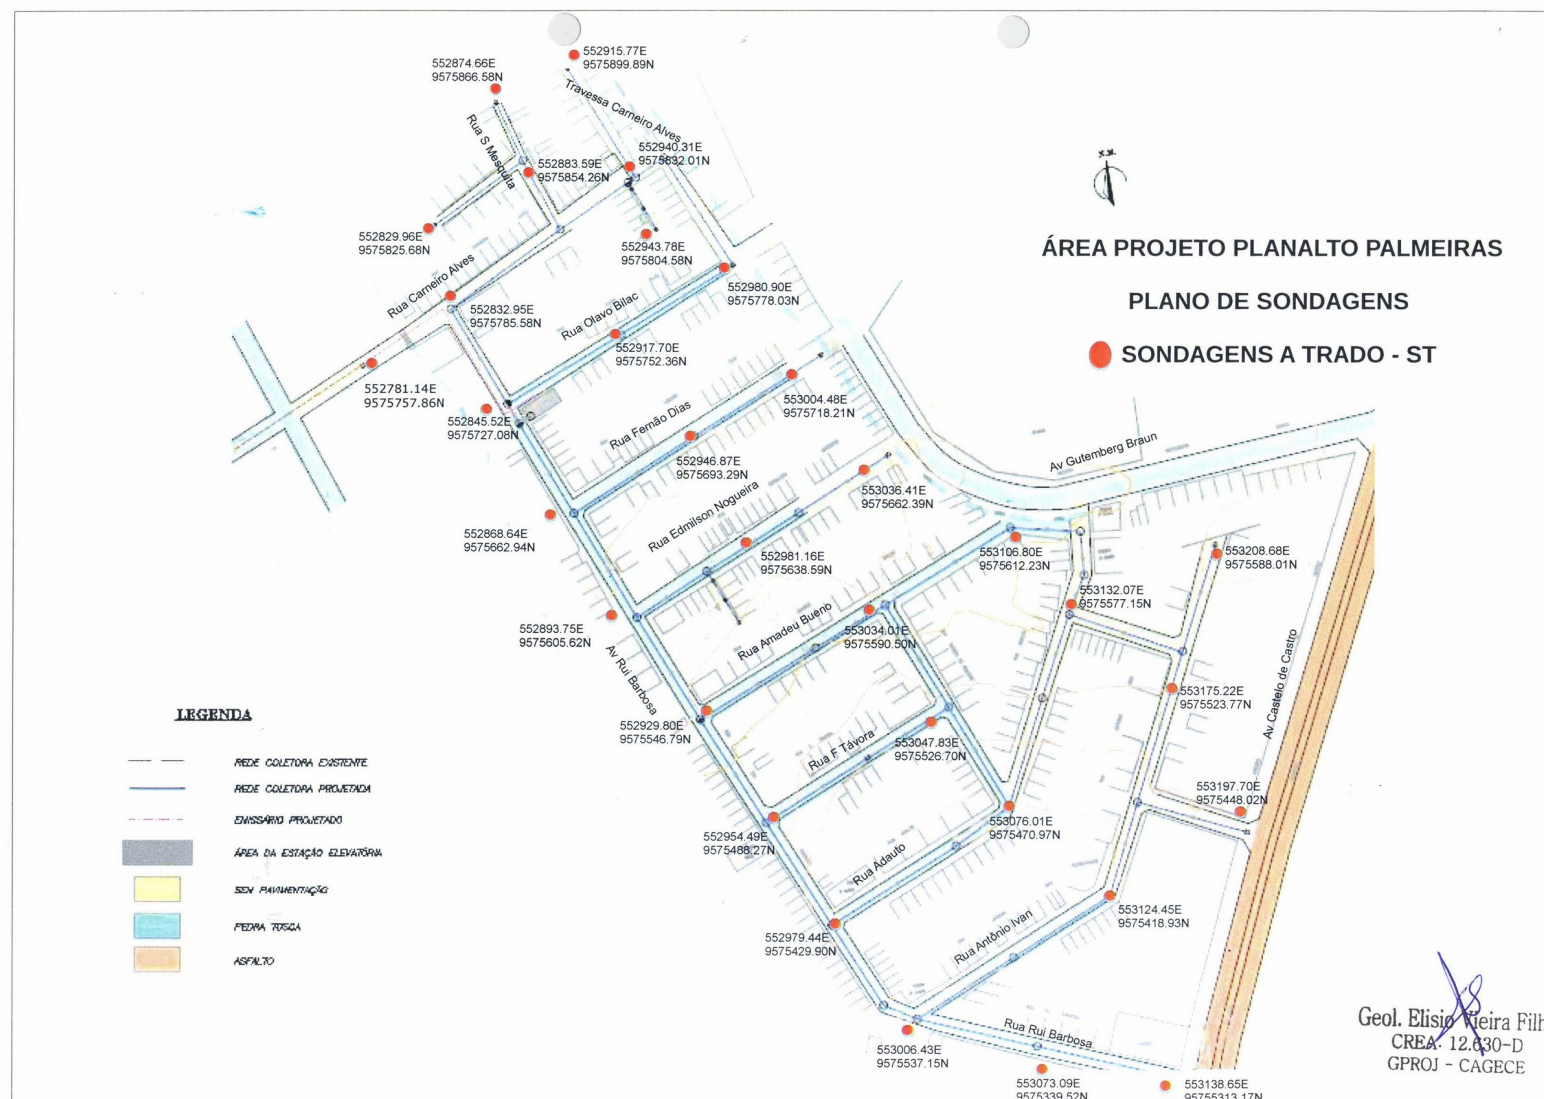 552915.77E
9575899.89N
552874.66E
9575866.58N
Travessa Carneiro Alves
Rua S Mesquita
552940.31E
9575832.01N
552883.59E
9575854.26N
552829.96E
9575825.68N
552943.78E
9575804.58N
ÁREA PROJETO PLANALTO PALMEIRAS
PLANO DE SONDAGENS
SONDAGENS A TRADO - ST
Rua Carneiro Alves
552980.90E
9575778.03N
552832.95E
9575785.58N
Rua Olavo Bilac
552917.70E
9575752.36N
552781.14E
9575757.86N
553004.48E
9575718.21N
552845.52E
9575727.08N
Rua Fernão Dias
Av Gutemberg Braun
552946.87E
9575693.29N
553036.41E
9575662.39N
Rua Edmilson Nogueira
552868.64E
9575662.94N
553106.80E
9575612.23N
552981.16E
9575638.59N
553208.68E
9575588.01N
553132.07E
9575577.15N
552893.75E
9575605.62N
Rua Amadeu Bueno
553034.01E
9575590.50N
Av Rui Barbosa
Av Castelo de Castro
553175.22E
9575523.77N
552929.80E
9575546.79N
LEGENDA
REDE COLETORA EXISTENTE
REDE COLETORA PROJETADA
EMISSÁRIO PROJETADO
ÁREA DA ESTAÇÃO ELEVATÓRIA
SEM PAVIMENTAÇÃO
PEDRA TOSCA
ASFALTO
Rua F Távora
553047.83E
9575526.70N
553197.70E
9575448.02N
552954.49E
9575488.27N
553076.01E
9575470.97N
Rua Adauto
553124.45E
9575418.93N
552979.44E
9575429.90N
Rua Antônio Ivan
Rua Rui Barbosa
553006.43E
9575537.15N
553073.09E
9575339.52N
553138.65E
95755313.17N
Geol. Elisio Vieira Filh
CREA: 12.630-D
GPROJ - CAGECE